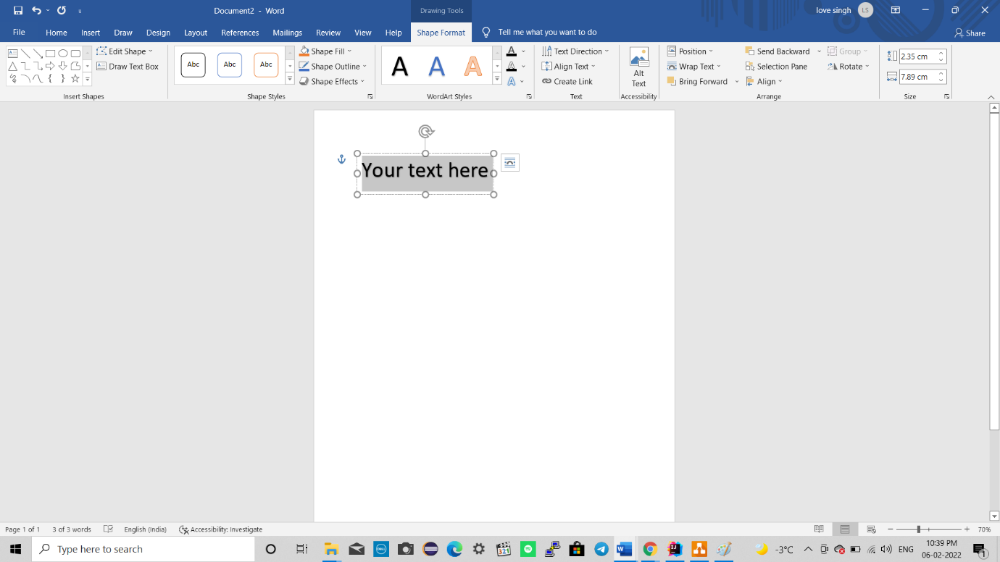 Document2 - Word
Drawing Tools
love singh
LS
File
Home
Insert
Draw
Design
Layout
References
Mailings
Review
View
Help
Shape Format
Tell me what you want to do
Share
Edit Shape
Draw Text Box
Insert Shapes
Abc
Abc
Abc
Shape Fill
Shape Outline
Shape Effects
Shape Styles
A
A
A
A
A
A
WordArt Styles
Text Direction
Align Text
Create Link
Text
Alt
Text
Accessibility
Position
Wrap Text
Bring Forward
Send Backward
Selection Pane
Align
Group
Rotate
Arrange
2.35 cm
7.89 cm
Size
Your text here
Page 1 of 1
3 of 3 words
English (India)
Accessibility: Investigate
70%
Type here to search
DELL
321
W
IJ
-3°C
ENG
10:39 PM
06-02-2022
1